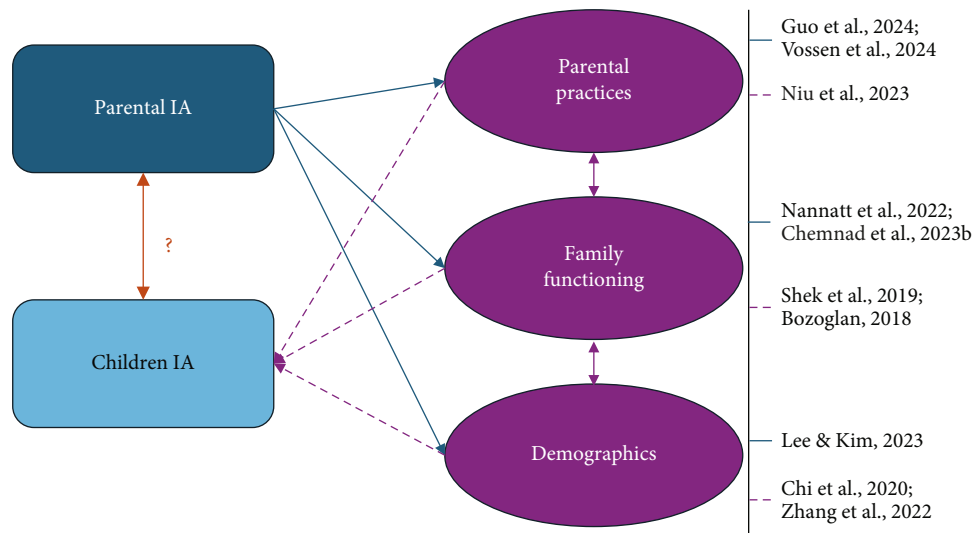 Parental IA
?
Children IA
Parental
practices
Family
functioning
Demographics
Guo et al., 2024;
Vossen et al., 2024
Niu et al., 2023
Nannatt et al., 2022;
Chemnad et al., 2023b
Shek et al., 2019;
Bozoglan, 2018
Lee & Kim, 2023
Chi et al., 2020;
Zhang et al., 2022